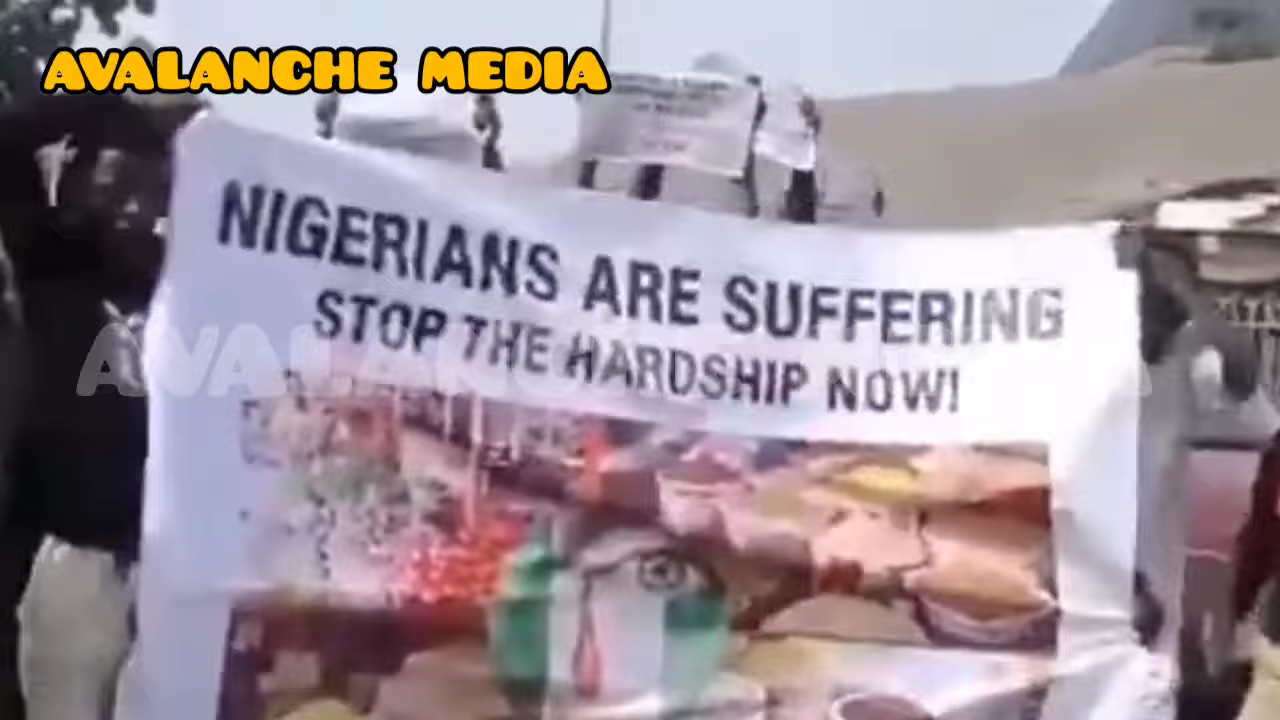 AVALANCHE MEDIA
NIGERIANS ARE SUFFERING
STOP THE HARDSHIP NOW!